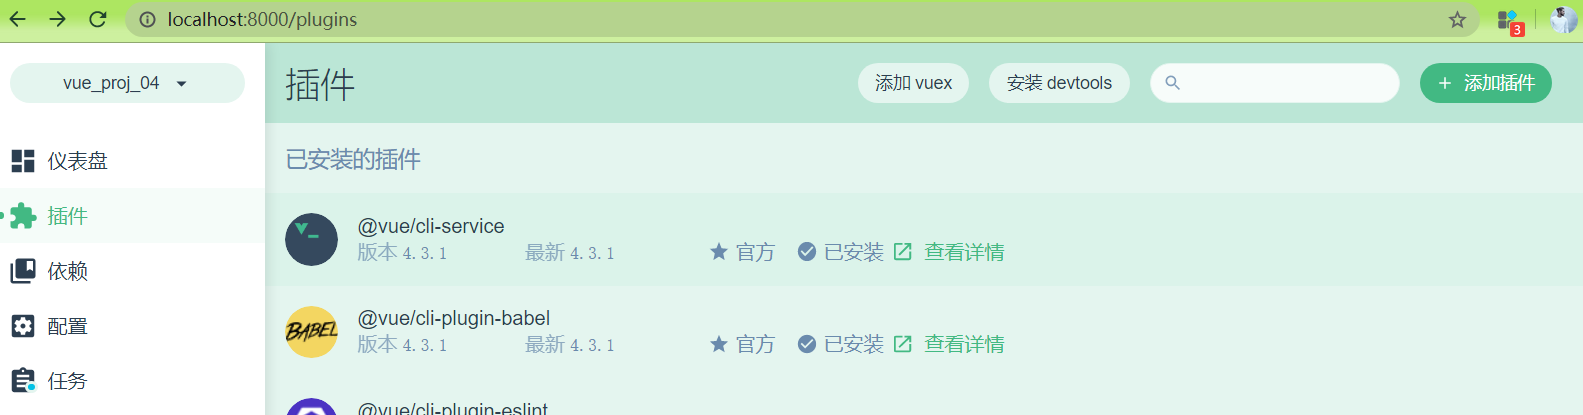 localhost:8000/plugins
3
vue_proj_04
插件
添加 vuex
安装 devtools
添加插件
仪表盘
插件
依赖
配置
任务
已安装的插件
@vue/cli-service
版本 4.3.1 最新 4.3.1 官方 已安装 查看详情
BABEL
@vue/cli-plugin-babel
版本 4.3.1 最新 4.3.1 官方 已安装 查看详情
@vue/cli-plugin-eslint